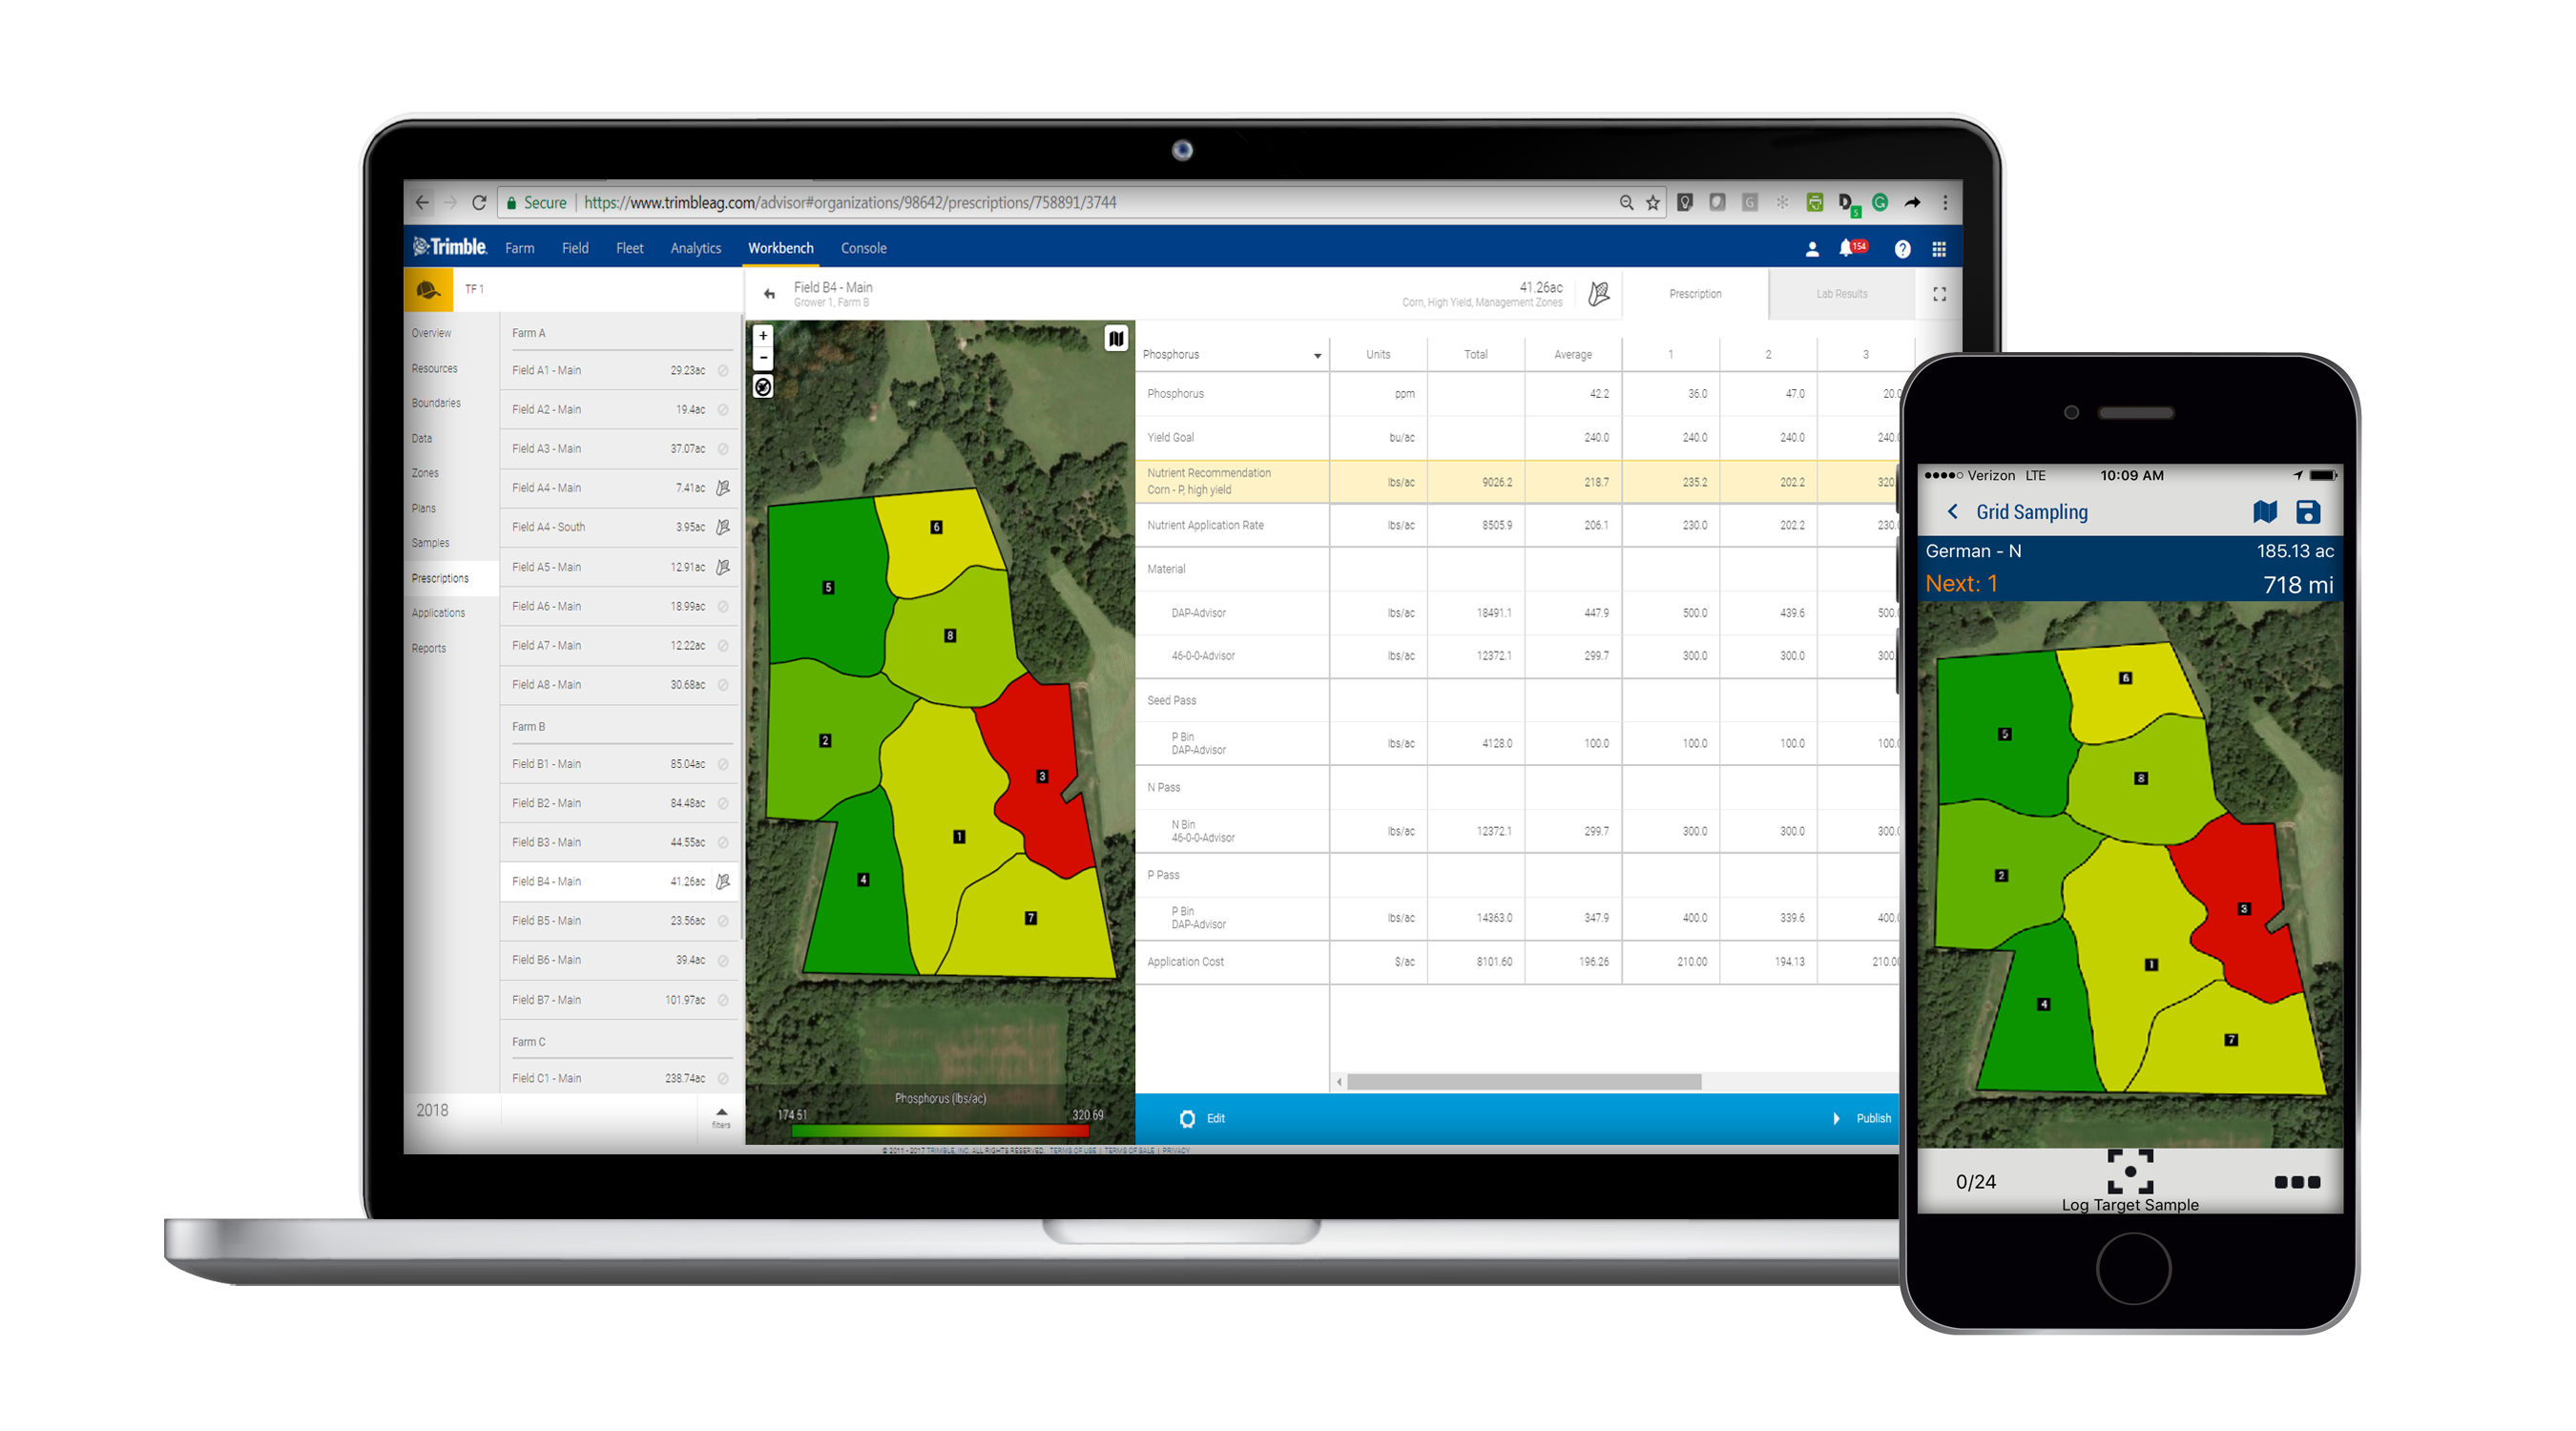 Secure | https://www.trimbleag.com/advisor#organizations/98642/prescriptions/758891/3744
Trimble. Farm Field Fleet Analytics Workbench Console 154 ?
TF 1
Overview
Resources
Boundaries
Data
Zones
Plans
Samples
Prescriptions
Applications
Reports
2018
Farm A
Field A1 - Main 29.23ac
Field A2 - Main 19.4ac
Field A3 - Main 37.07ac
Field A4 - Main 7.41ac
Field A4 - South 3.95ac
Field A5 - Main 12.91ac
Field A6 - Main 18.99ac
Field A7 - Main 12.22ac
Field A8 - Main 30.68ac
Farm B
Field B1 - Main 85.04ac
Field B2 - Main 84.48ac
Field B3 - Main 44.55ac
Field B4 - Main 41.26ac
Field B5 - Main 23.56ac
Field B6 - Main 39.4ac
Field B7 - Main 101.97ac
Farm C
Field C1 - Main 238.74ac
filters
Field B4 - Main
Grower 1, Farm B
41.26ac
Corn, High Yield, Management Zones
Prescription Lab Results
+
-
6
5
8
2
3
1
4
7
Phosphorus (lbs/ac)
174.51 320.69
Phosphorus Units Total Average 1 2 3
Phosphorus ppm 42.2 36.0 47.0 20.0
Yield Goal bu/ac 240.0 240.0 240.0 240.0
Nutrient Recommendation
Corn - P, high yield lbs/ac 9026.2 218.7 235.2 202.2 320.
Nutrient Application Rate lbs/ac 8505.9 206.1 230.0 202.2 230.0
Material
DAP-Advisor lbs/ac 18491.1 447.9 500.0 439.6 500.0
46-0-0-Advisor lbs/ac 12372.1 299.7 300.0 300.0 300.
Seed Pass
P Bin
DAP-Advisor lbs/ac 4128.0 100.0 100.0 100.0 100.0
N Pass
N Bin
46-0-0-Advisor lbs/ac 12372.1 299.7 300.0 300.0 300.0
P Pass
P Bin
DAP-Advisor lbs/ac 14363.0 347.9 400.0 339.6 400.0
Application Cost $/ac 8101.60 196.26 210.00 194.13 210.00
Edit Publish
© 2011 - 2017 TRIMBLE, INC. ALL RIGHTS RESERVED. TERMS OF USE | TERMS OF SALE | PRIVACY
Verizon LTE 10:09 AM
Grid Sampling
German - N 185.13 ac
Next: 1 718 mi
6
5
8
2
3
1
4
7
0/24
Log Target Sample